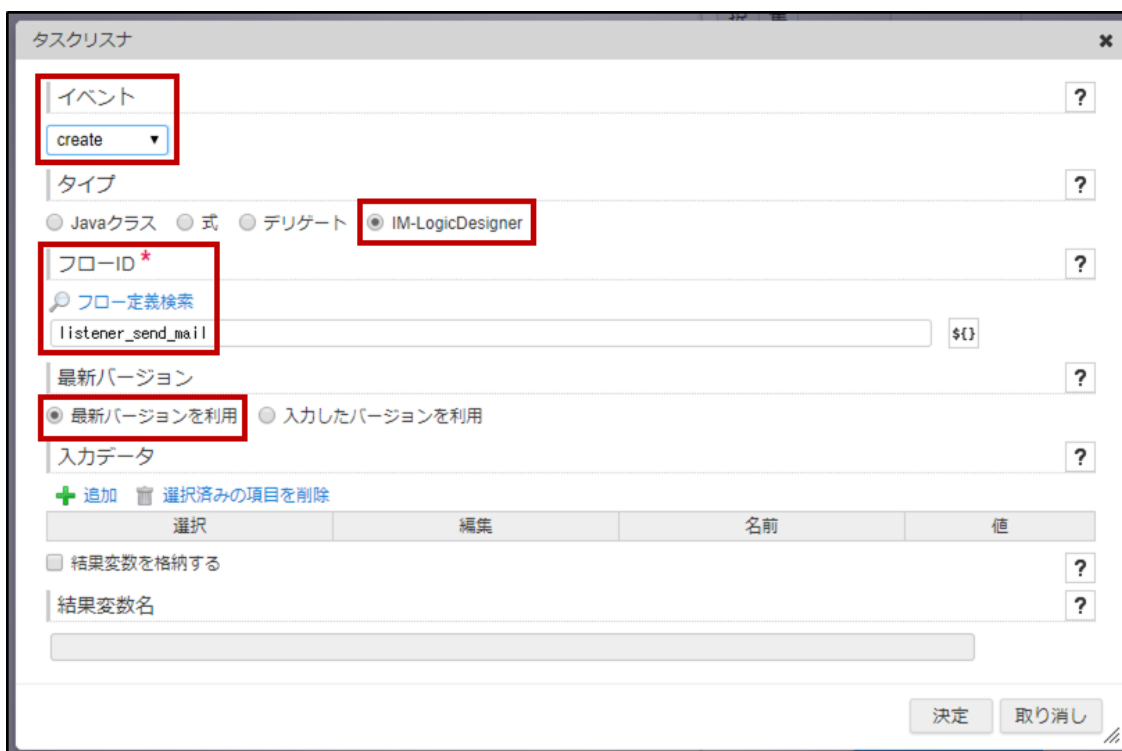 タスクリスナ ✖
イベント ?
create ▼
タイプ ?
Javaクラス 式 デリゲート IM-LogicDesigner
フローID * ?
フロー定義検索
listener_send_mail ${}
最新バージョン ?
最新バージョンを利用 入力したバージョンを利用
入力データ ?
追加 選択済みの項目を削除
選択 編集 名前 値
結果変数を格納する ?
結果変数名 ?
決定 取り消し